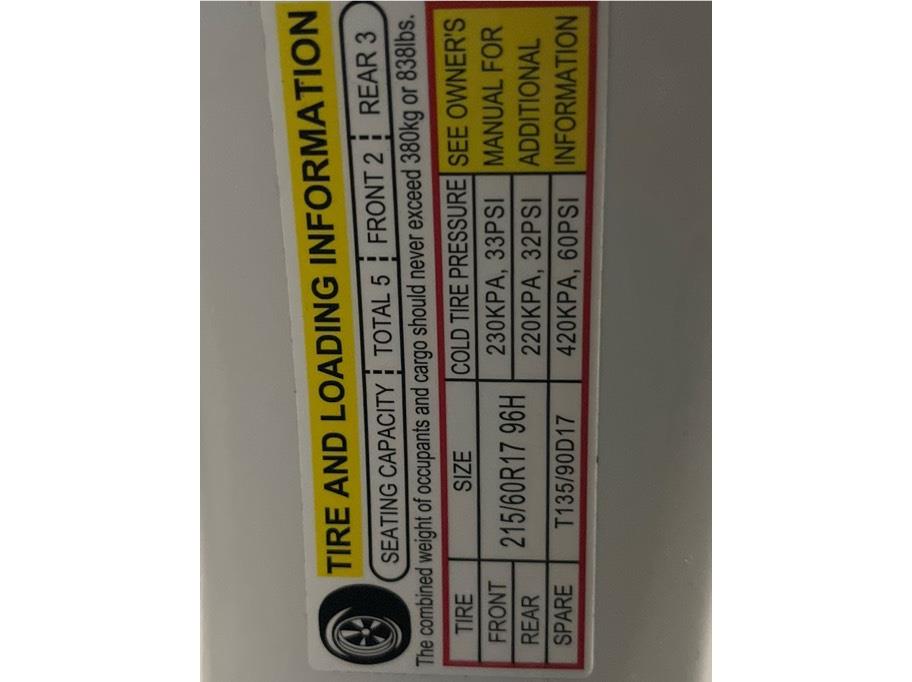 TIRE AND LOADING INFORMATION
SEATING CAPACITY TOTAL 5 FRONT 2 REAR 3
The combined weight of occupants and cargo should never exceed 380kg or 838lbs.
TIRE SIZE COLD TIRE PRESSURE SEE OWNER'S
FRONT 215/60R17 96H 230KPA, 33PSI MANUAL FOR
REAR 220KPA, 32PSI ADDITIONAL
SPARE T135/90D17 420KPA, 60PSI INFORMATION